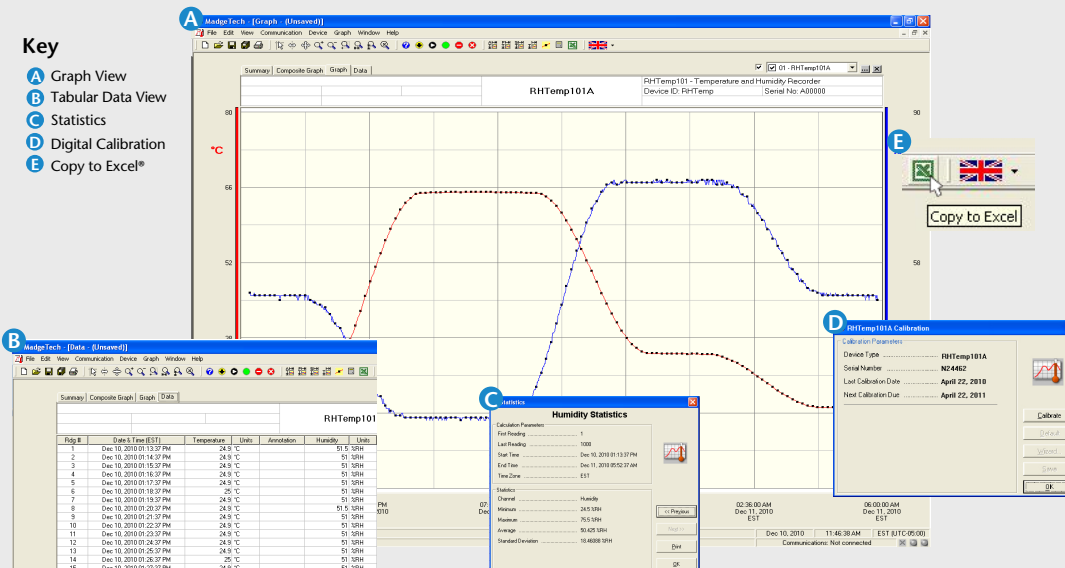 Key
A Graph View
B Tabular Data View
C Statistics
D Digital Calibration
E Copy to Excel®
A
MadgeTech - [Graph - (Unsaved)]
File Edit View Communication Device Graph Window Help
Summary Composite Graph Graph Data
01 - RHTemp101A
RHTemp101A
RHTemp101 - Temperature and Humidity Recorder
Device ID: RHTemp Serial No: A00000
80
°C
66
52
38
90
58
PM
2010
07:
Dec
02:36:00 AM
Dec 11, 2010
EST
06:00:00 AM
Dec 11, 2010
EST
Dec 10, 2010 11:46:38 AM EST (UTC-05:00)
Communications: Not connected
E
Copy to Excel
B
MadgeTech - [Data - (Unsaved)]
File Edit View Communication Device Graph Window Help
Summary Composite Graph Graph Data
RHTemp101
Rdg # Date & Time (EST) Temperature Units Annotation Humidity Units
1 Dec 10, 2010 01:13:37 PM 24.9 °C 51.5 %RH
2 Dec 10, 2010 01:14:37 PM 24.9 °C 51 %RH
3 Dec 10, 2010 01:15:37 PM 24.9 °C 51 %RH
4 Dec 10, 2010 01:16:37 PM 24.9 °C 51 %RH
5 Dec 10, 2010 01:17:37 PM 24.9 °C 51 %RH
6 Dec 10, 2010 01:18:37 PM 25 °C 51 %RH
7 Dec 10, 2010 01:19:37 PM 24.9 °C 51 %RH
8 Dec 10, 2010 01:20:37 PM 24.9 °C 51.5 %RH
9 Dec 10, 2010 01:21:37 PM 24.9 °C 51 %RH
10 Dec 10, 2010 01:22:37 PM 24.9 °C 51 %RH
11 Dec 10, 2010 01:23:37 PM 24.9 °C 51 %RH
12 Dec 10, 2010 01:24:37 PM 24.9 °C 51 %RH
13 Dec 10, 2010 01:25:37 PM 24.9 °C 51 %RH
14 Dec 10, 2010 01:26:37 PM 25 °C 51 %RH
15 Dec 10, 2010 01:27:37 PM 24.9 °C 51 %RH
C
Statistics
Humidity Statistics
Calculation Parameters
First Reading 1
Last Reading 1000
Start Time Dec 10, 2010 01:13:37 PM
End Time Dec 11, 2010 05:52:37 AM
Time Zone EST
Statistics
Channel Humidity
Minimum 24.5 %RH
Maximum 75.5 %RH
Average 50.425 %RH
Standard Deviation
<< Previous
Next >>
Print
OK
D
RHTemp101A Calibration
Calibration Parameters
Device Type RHTemp101A
Serial Number N24462
Last Calibration Date April 22, 2010
Next Calibration Due April 22, 2011
Calibrate
Default
Wizard
Save
OK